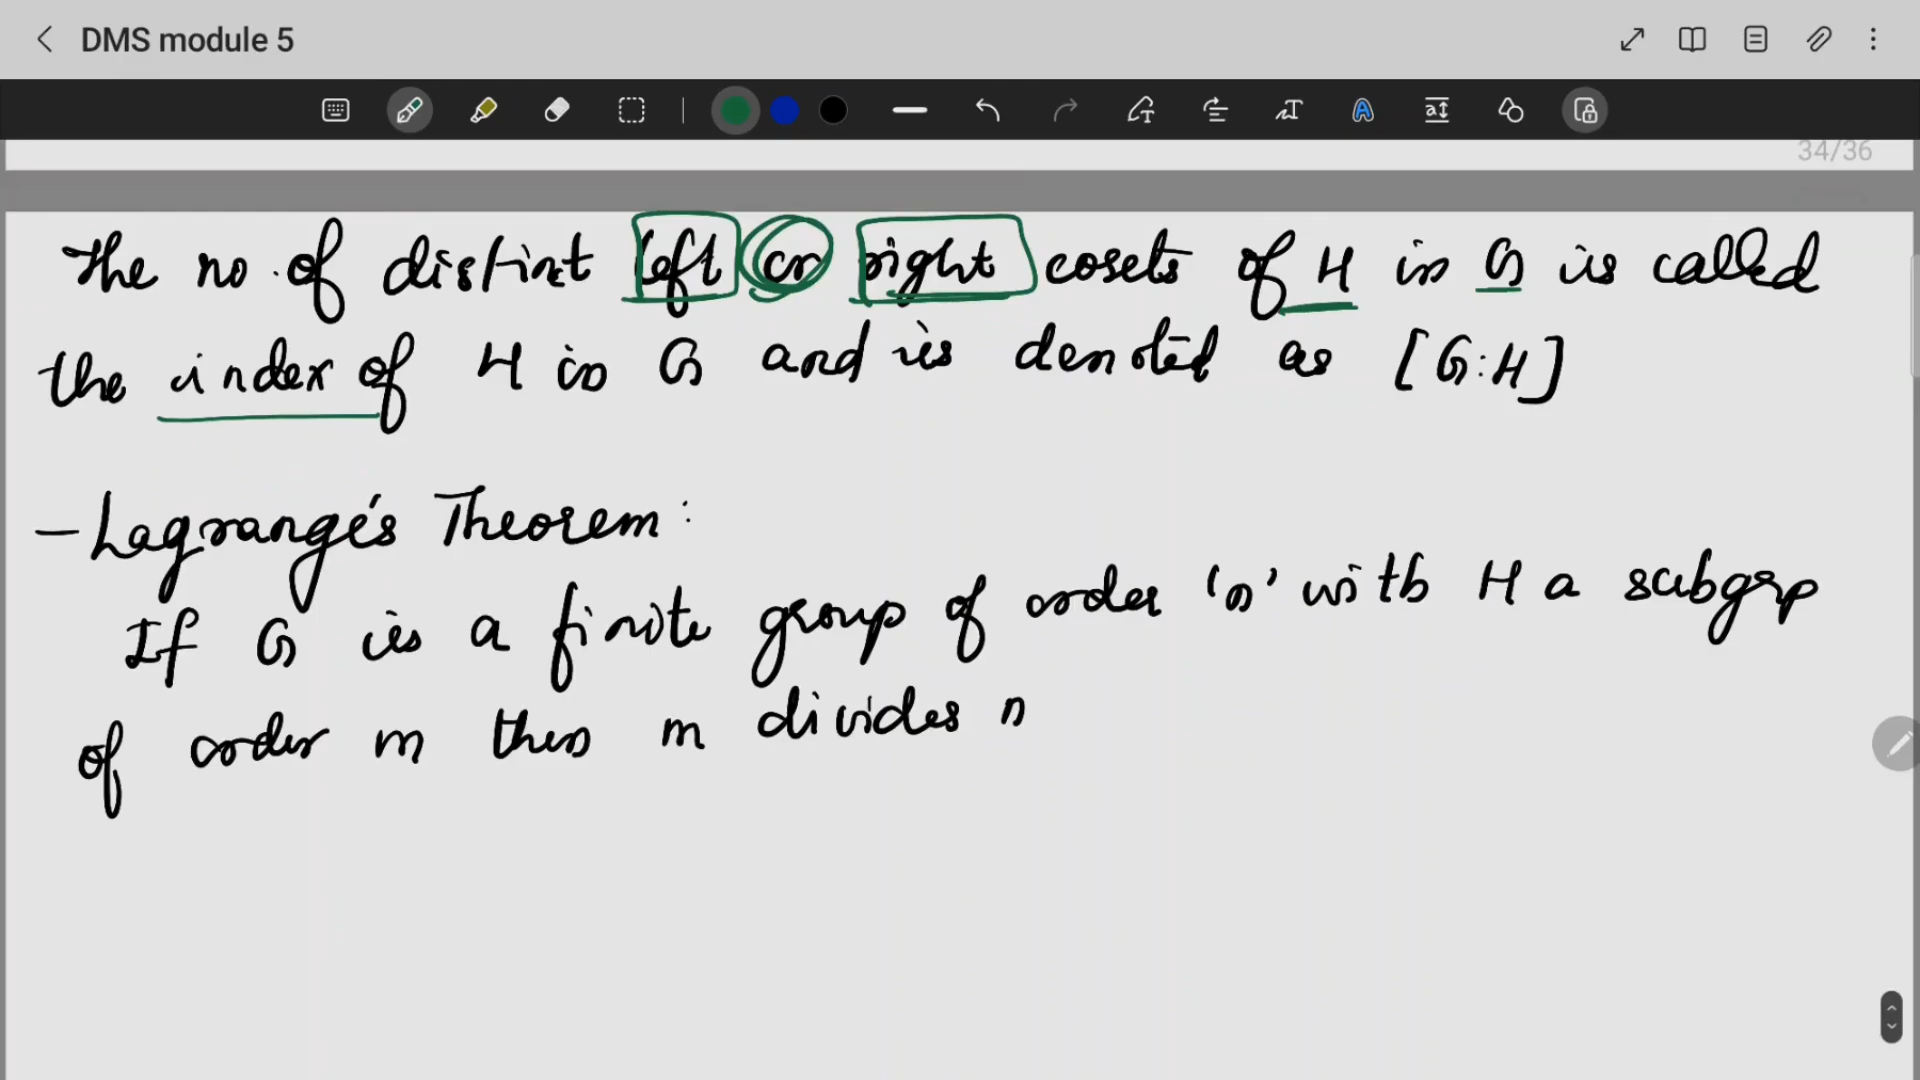 DMS module 5
34/36
The no. of distinct left or right cosets of H in G is called
the index of H in G and is denoted as [G:H]
- Lagrange's Theorem:
If G is a finite group of order 'n' with H a subgrp
of order m then m divides n